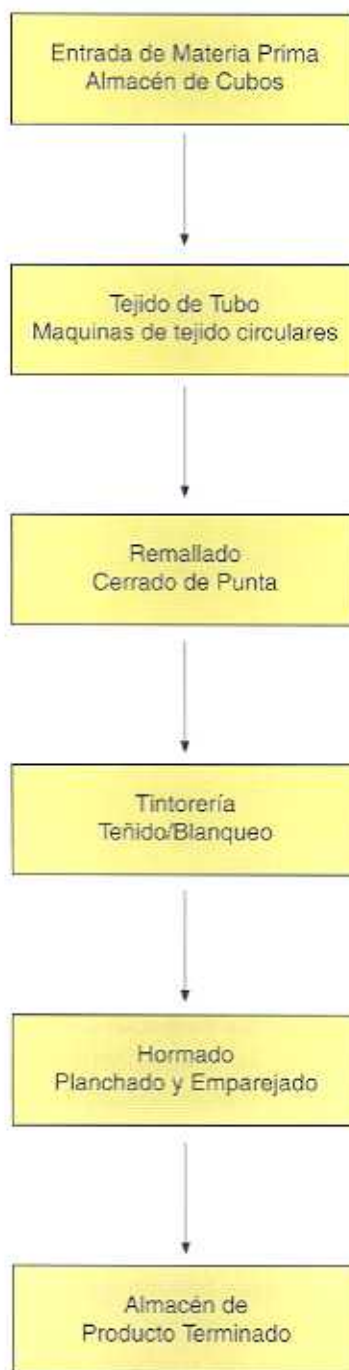 Entrada de Materia Prima
Almacén de Cubos
Tejido de Tubo
Maquinas de tejido circulares
Remallado
Cerrado de Punta
Tintorería
Teñido/Blanqueo
Hormado
Planchado y Emparejado
Almacén de
Producto Terminado